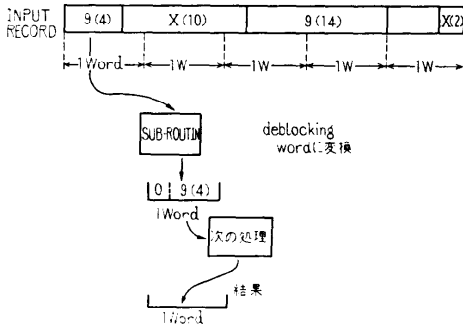 INPUT RECORD 9(4) X(10) 9(14) X(2)
1Word 1W 1W 1W 1W
SUB-ROUTIN
deblocking
wordに変換
0 9(4)
1Word
次の処理
結果
1Word